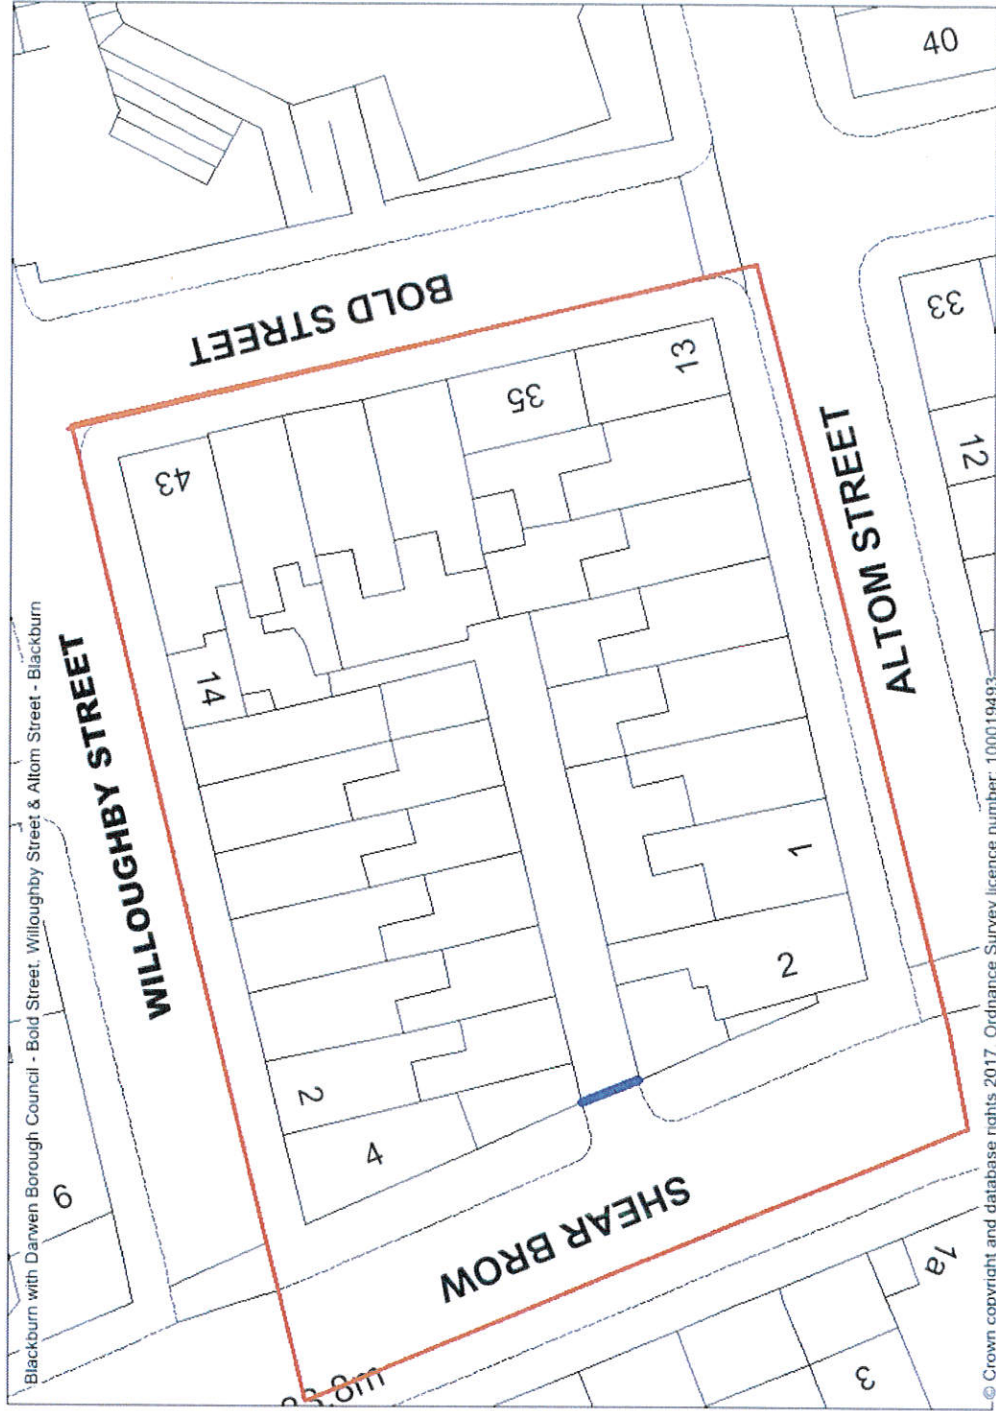 Blackburn with Darwen Borough Council - Bold Street, Willoughby Street & Altom Street - Blackburn
WILLOUGHBY STREET
BOLD STREET
ALTOM STREET
SHEAR BROW
6
4
2
14
43
35
13
1
2
40
33
12
3
1a
© Crown copyright and database rights 2017. Ordnance Survey licence number: 100019493